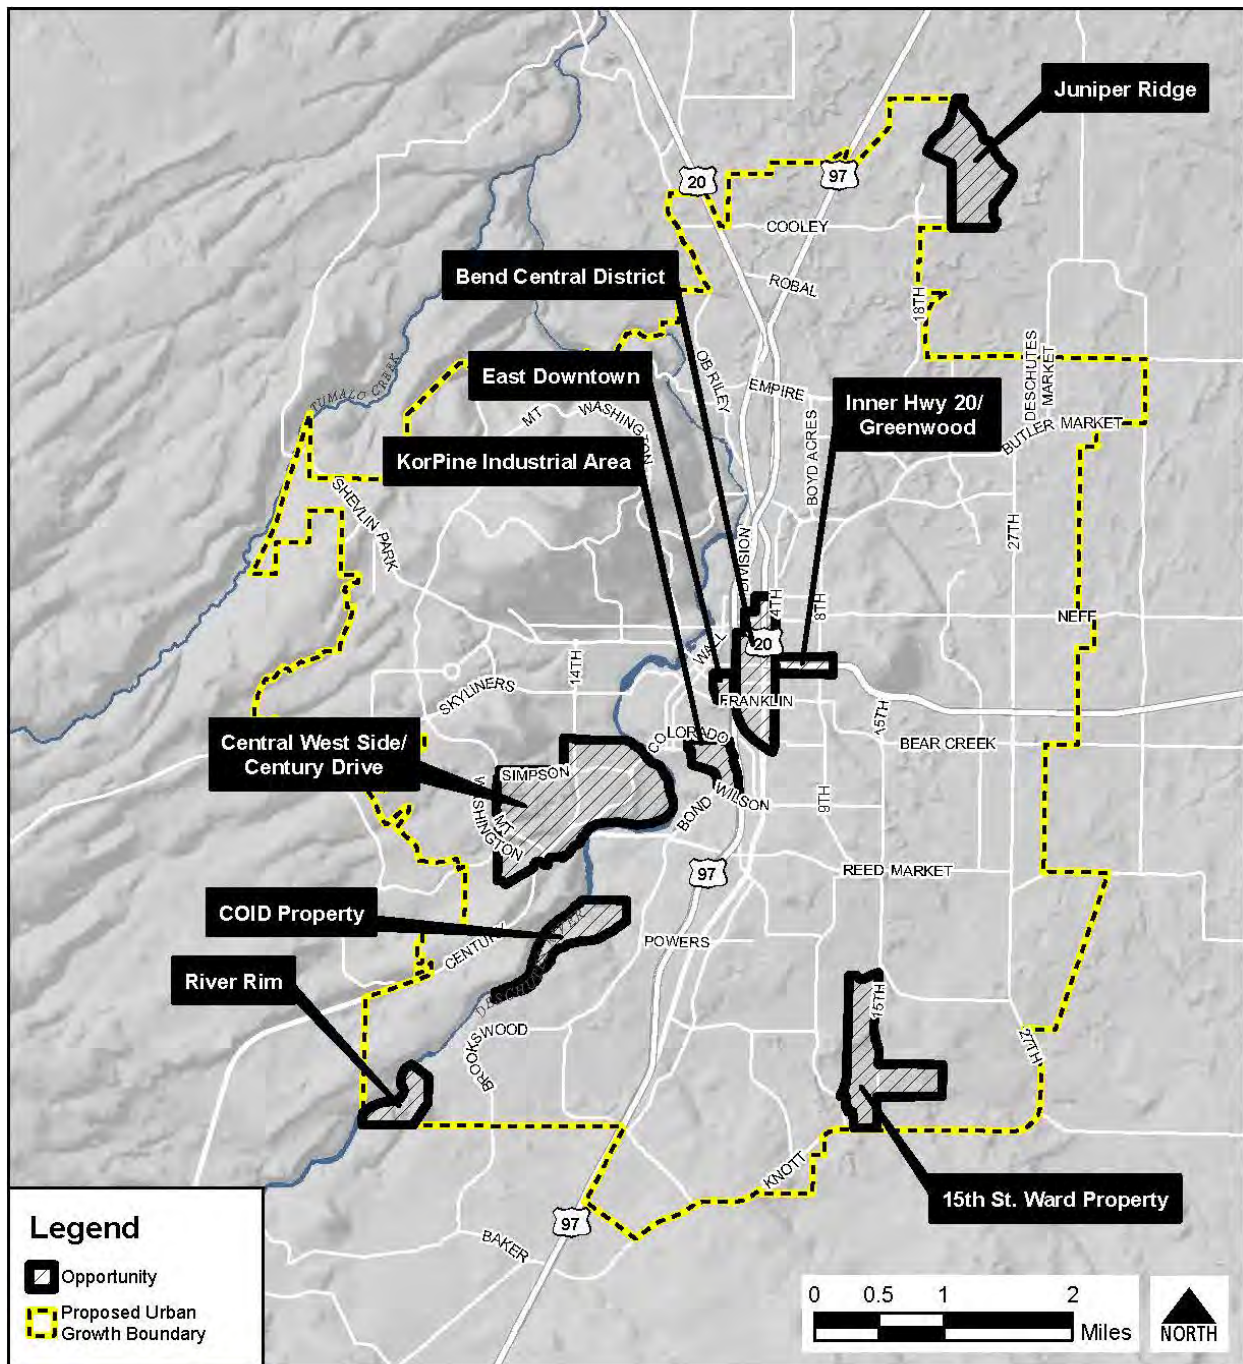 Juniper Ridge
20
97
COOLEY
Bend Central District
ROBAL
18TH
East Downtown
OB RILEY
EMPIRE
DESCHUTES
MARKET
TUMALO CREEK
MT
WASHINGTON
Inner Hwy 20/
Greenwood
BOYD ACRES
BUTLER MARKET
KorPine Industrial Area
SHEVLIN PARK
27TH
DIVISION
4TH
8TH
NEFF
20
WALL
14TH
SKYLINERS
FRANKLIN
15TH
Central West Side/
Century Drive
COLORADO
BEAR CREEK
SIMPSON
MT
WASHINGTON
WILSON
BOND
9TH
97
REED MARKET
COID Property
CENTURY
POWERS
River Rim
DESCHUTES RIVER
BROOKSWOOD
15TH
27TH
KNOTT
15th St. Ward Property
97
BAKER
Legend
Opportunity
Proposed Urban
Growth Boundary
0 0.5 1 2
Miles
NORTH